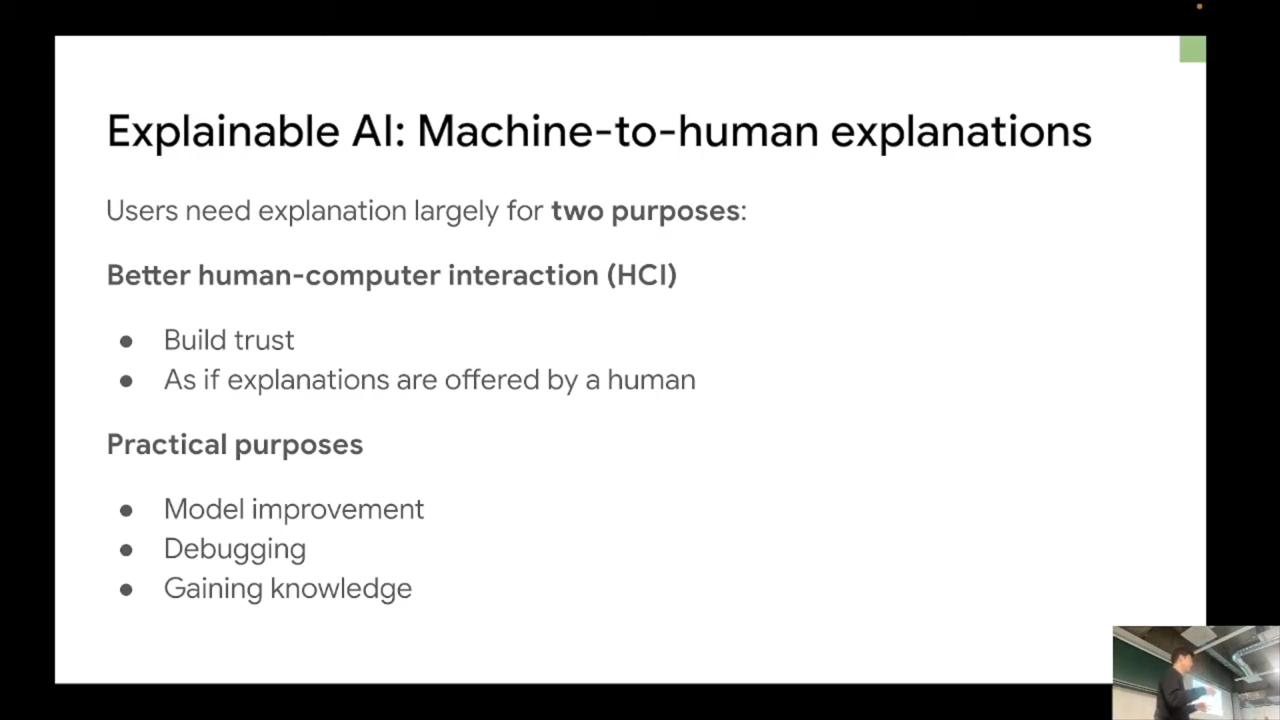 Explainable AI: Machine-to-human explanations
Users need explanation largely for two purposes:
Better human-computer interaction (HCI)
● Build trust
● As if explanations are offered by a human
Practical purposes
● Model improvement
● Debugging
● Gaining knowledge